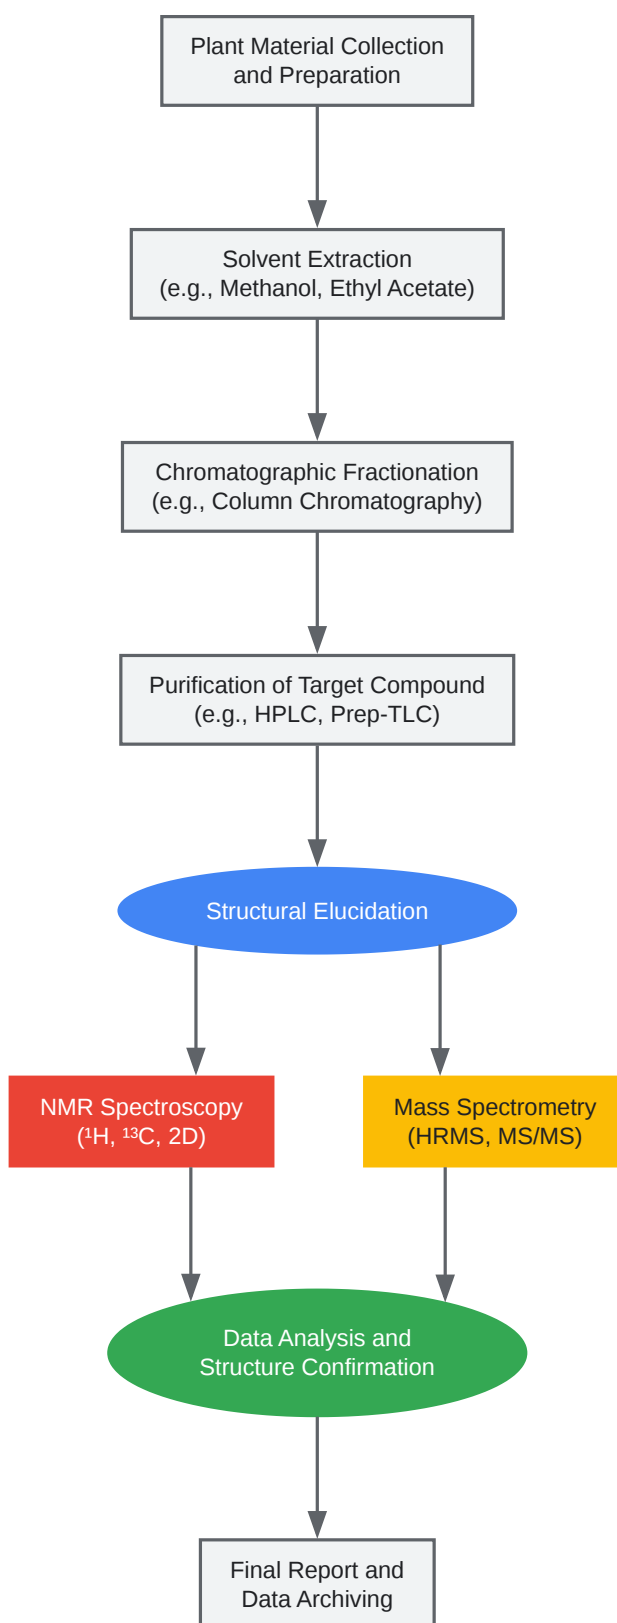 Plant Material Collection
and Preparation
Solvent Extraction
(e.g., Methanol, Ethyl Acetate)
Chromatographic Fractionation
(e.g., Column Chromatography)
Purification of Target Compound
(e.g., HPLC, Prep-TLC)
Structural Elucidation
NMR Spectroscopy
(¹H, ¹³C, 2D)
Mass Spectrometry
(HRMS, MS/MS)
Data Analysis and
Structure Confirmation
Final Report and
Data Archiving